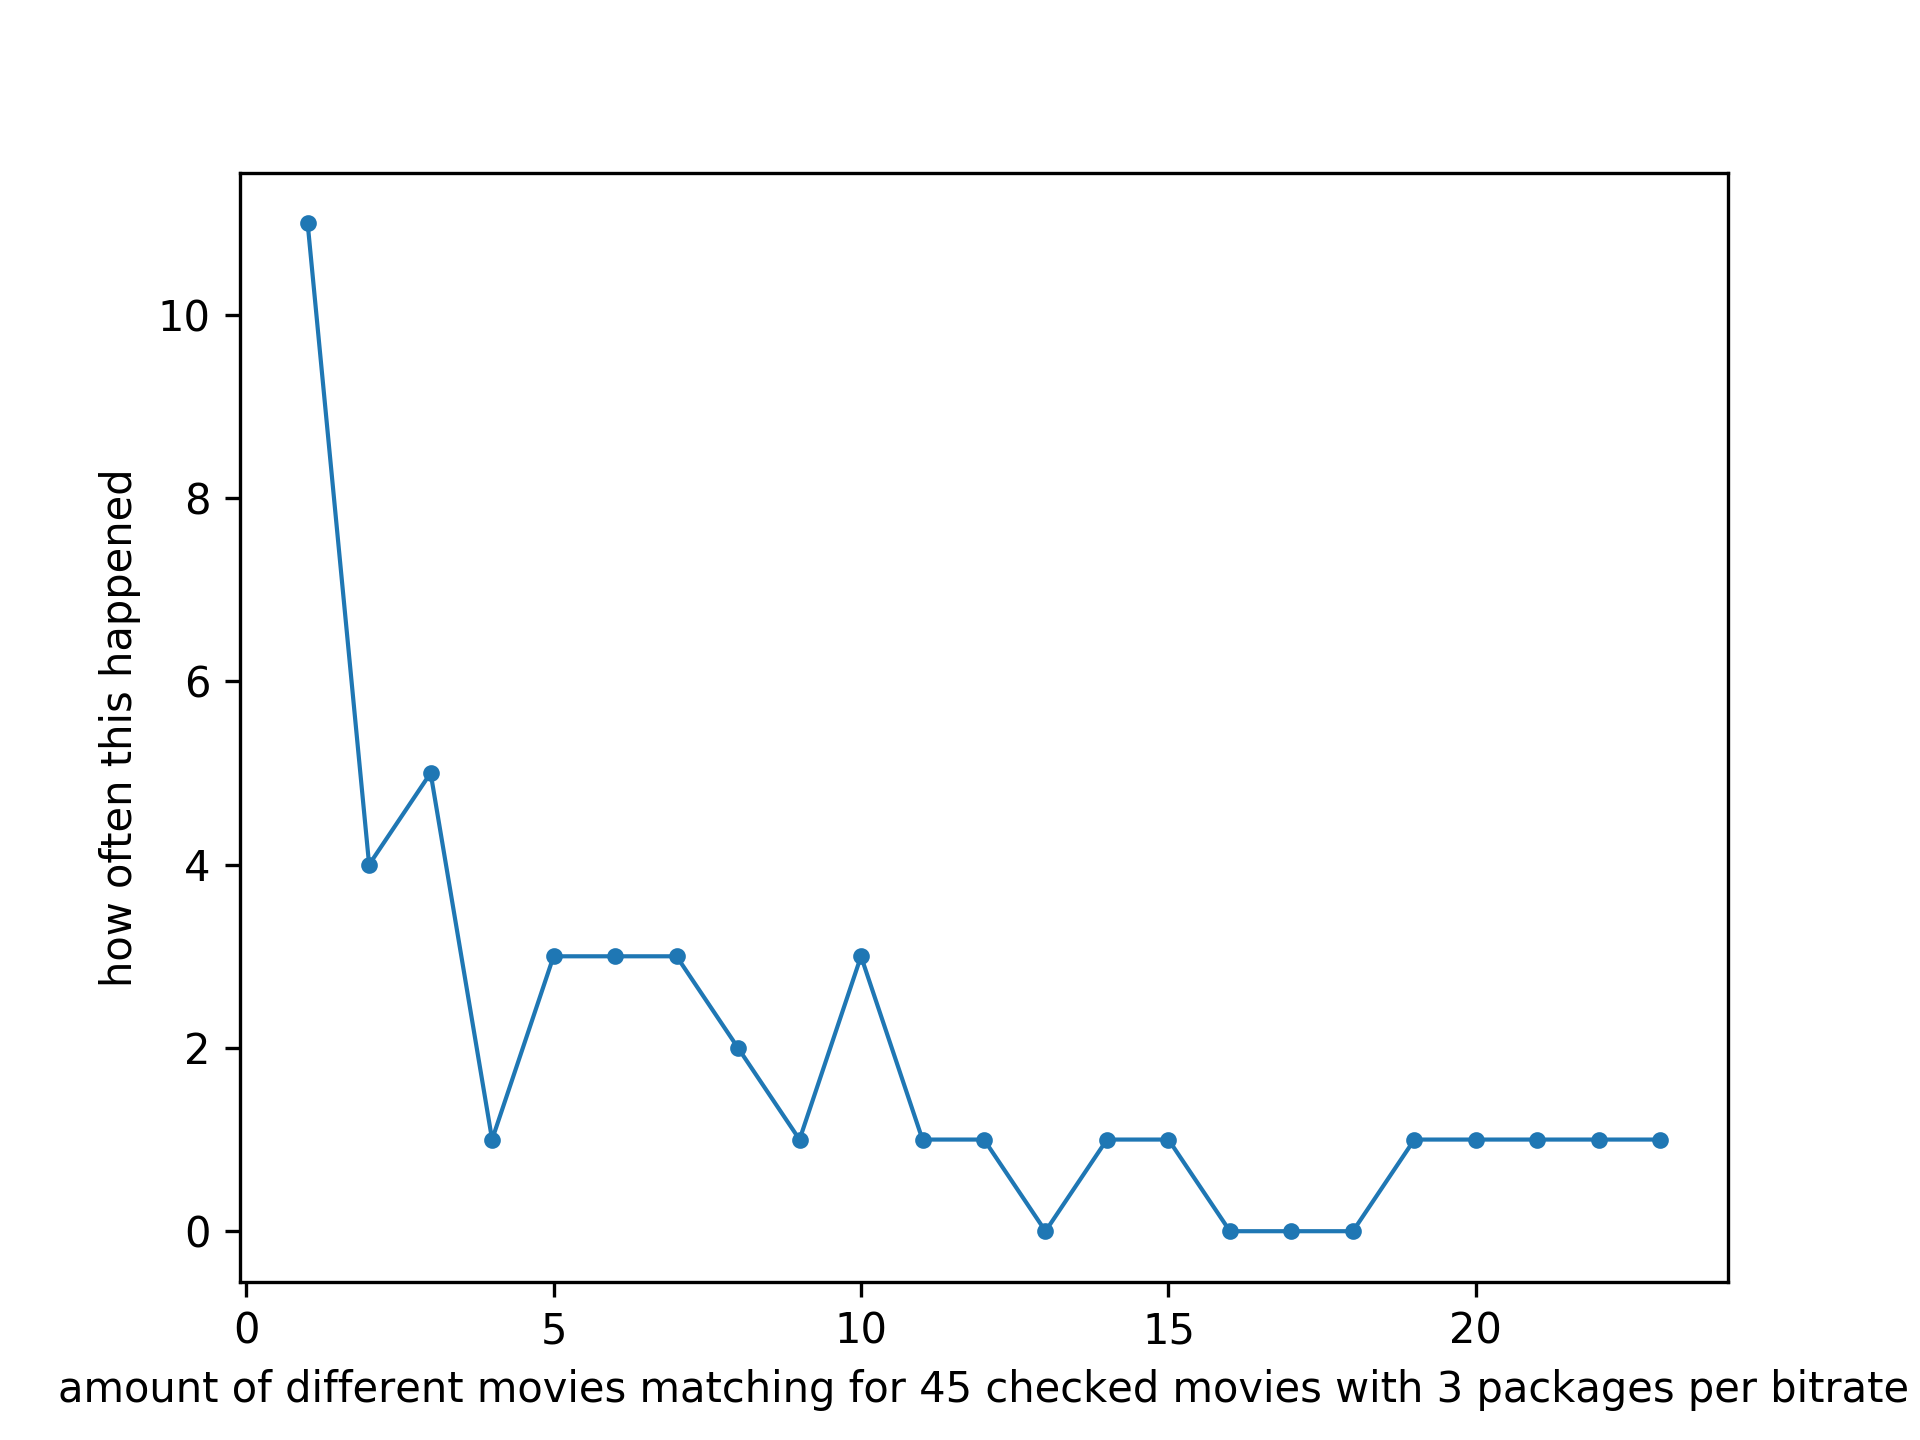 how often this happened
10
8
6
4
2
0
0 5 10 15 20
amount of different movies matching for 45 checked movies with 3 packages per bitrate